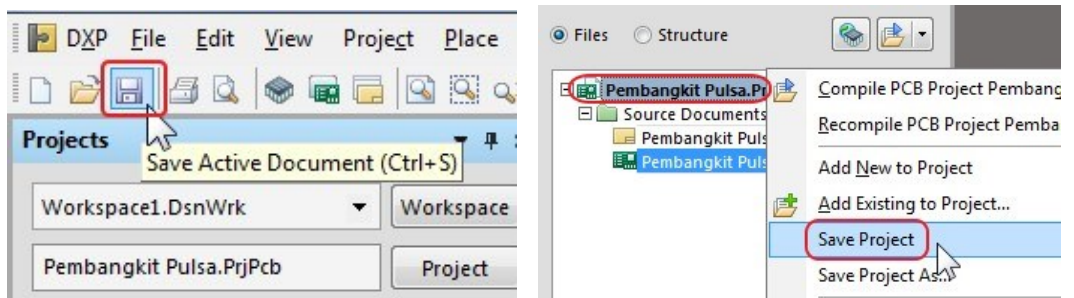 DXP File Edit View Project Place
Projects
Save Active Document (Ctrl+S)
Workspace1.DsnWrk
Workspace
Pembangkit Pulsa.PrjPcb
Project
Files Structure
Pembangkit Pulsa.Pr
Source Documents
Pembangkit Puls
Pembangkit Puls
Compile PCB Project Pembang
Recompile PCB Project Pemba
Add New to Project
Add Existing to Project...
Save Project
Save Project As...